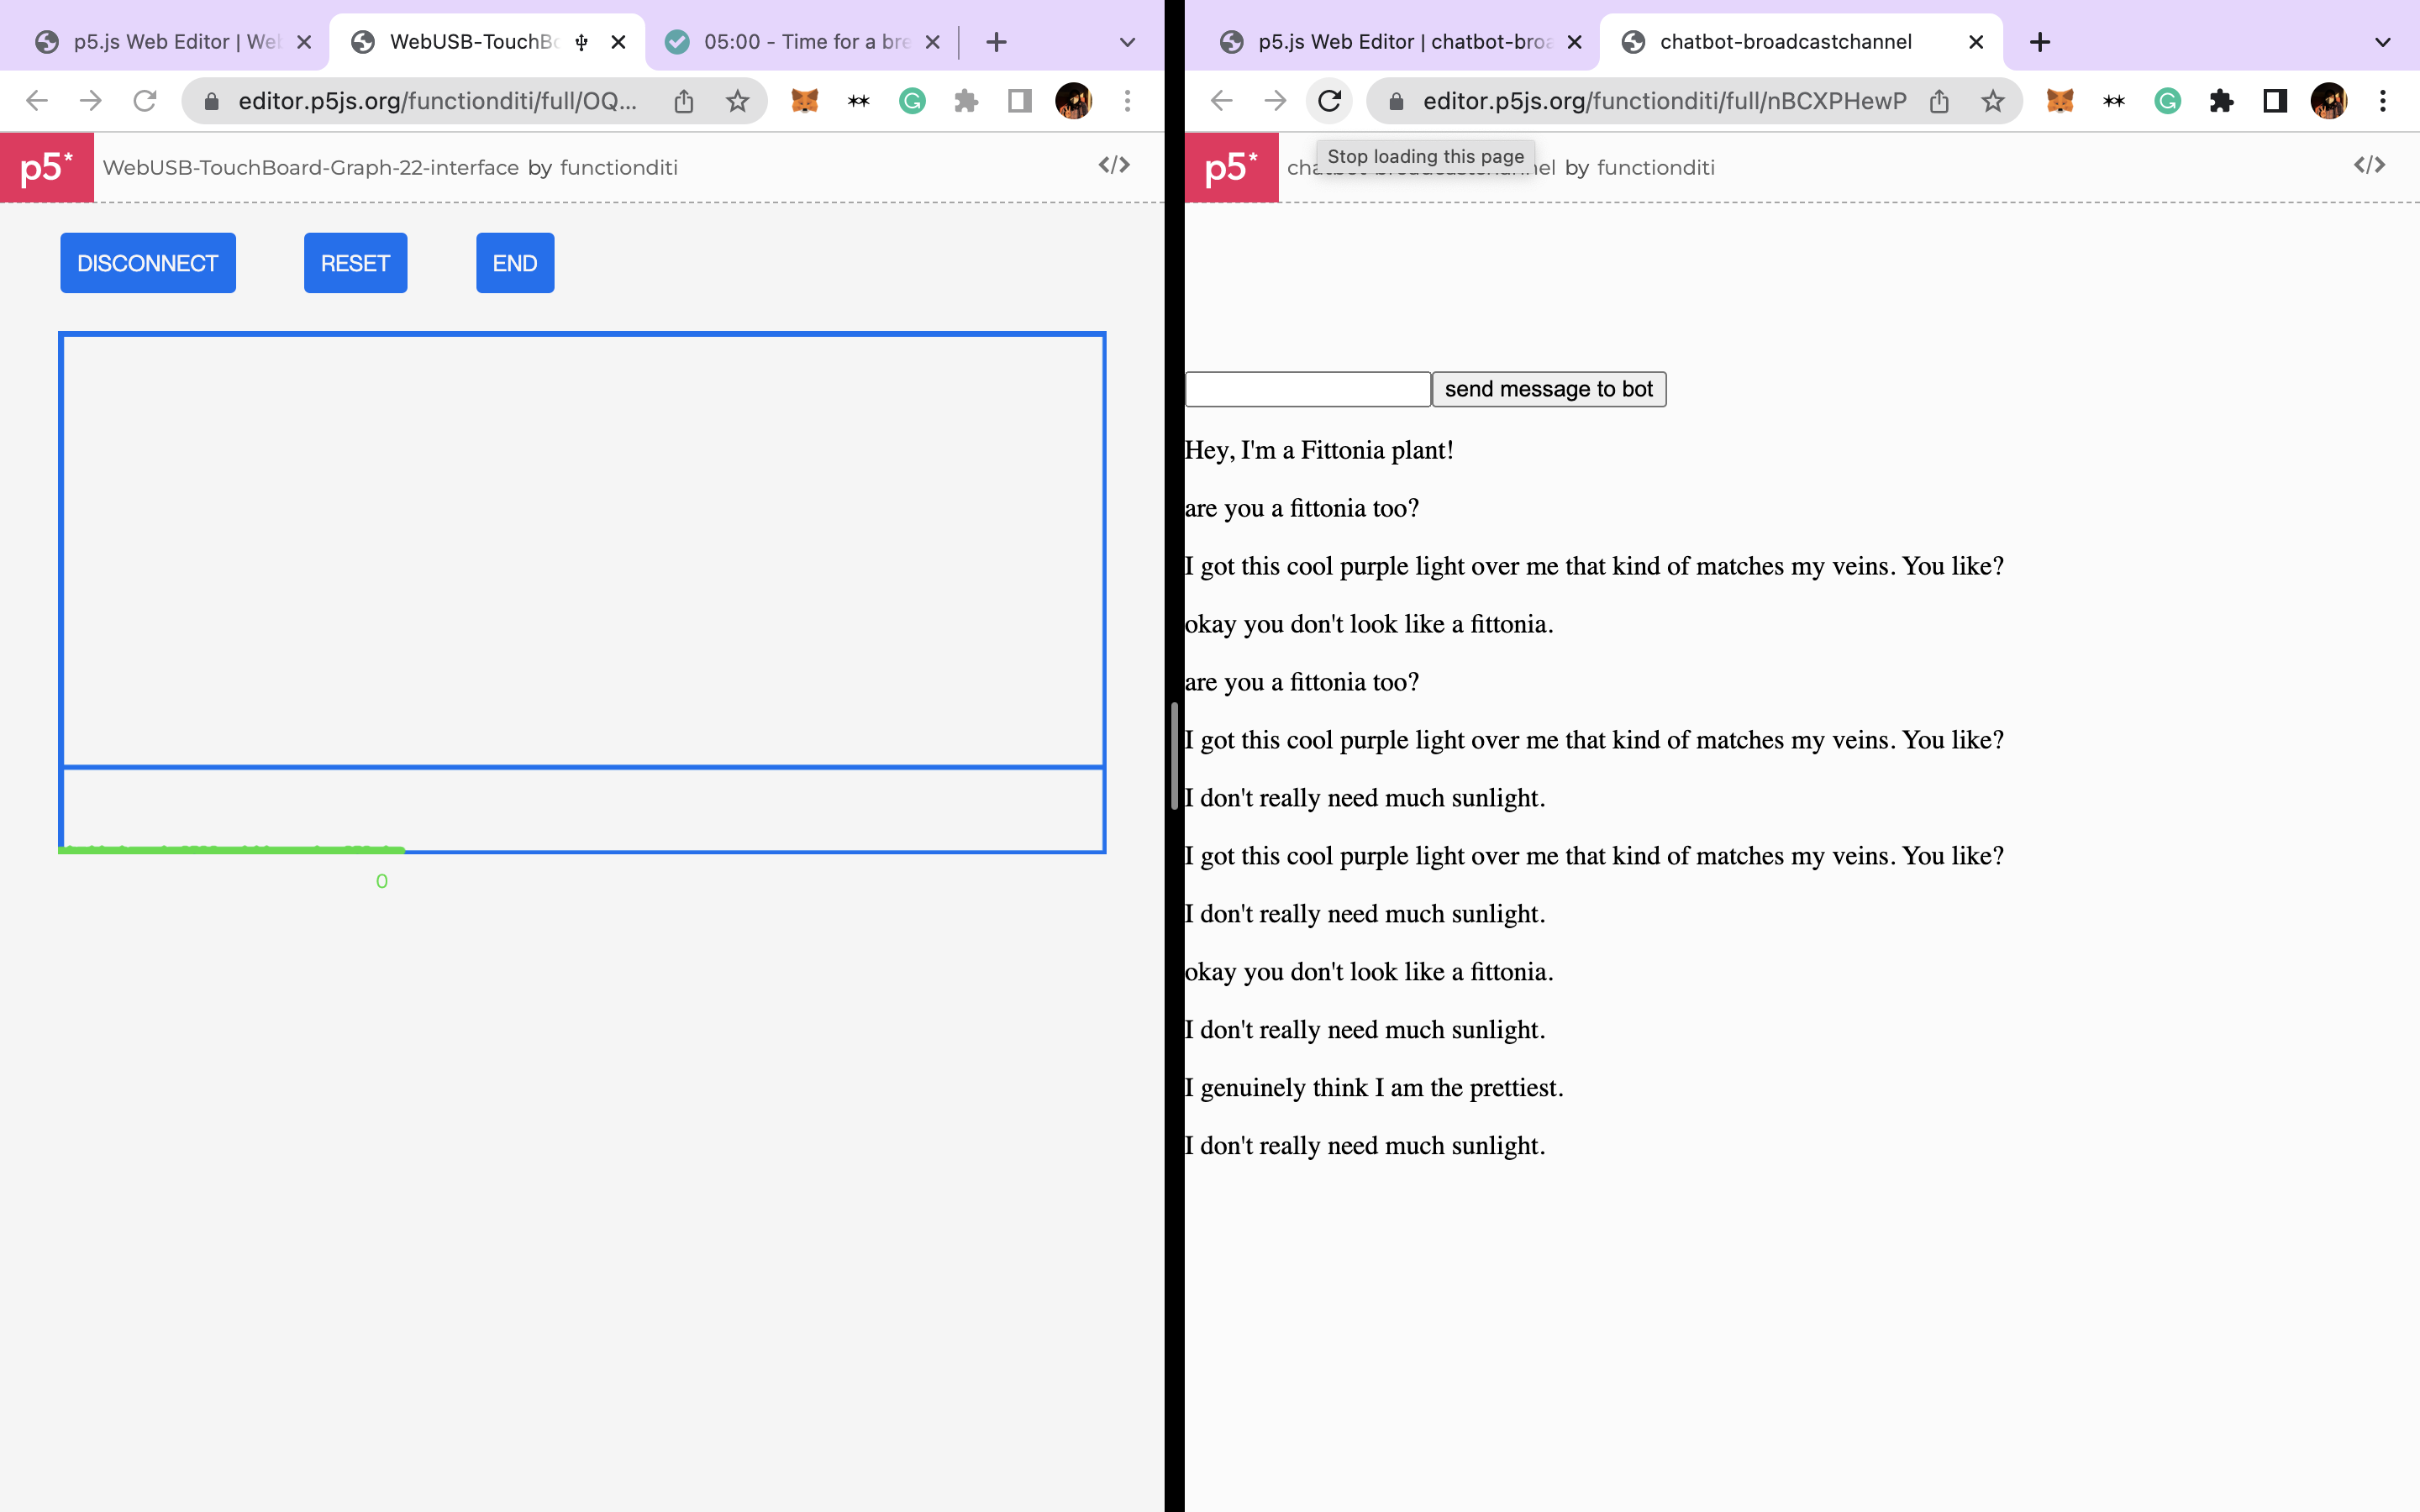 p5.js Web Editor | We
WebUSB-TouchBo
05:00 - Time for a bre
editor.p5js.org/functionditi/full/OQ...
p5*
WebUSB-TouchBoard-Graph-22-interface by functionditi
</>
DISCONNECT
RESET
END
0
p5.js Web Editor | chatbot-broa
chatbot-broadcastchannel
editor.p5js.org/functionditi/full/nBCXPHewP
Stop loading this page
p5*
chatbot-broadcastchannel by functionditi
</>
send message to bot
Hey, I'm a Fittonia plant!
are you a fittonia too?
I got this cool purple light over me that kind of matches my veins. You like?
okay you don't look like a fittonia.
are you a fittonia too?
I got this cool purple light over me that kind of matches my veins. You like?
I don't really need much sunlight.
I got this cool purple light over me that kind of matches my veins. You like?
I don't really need much sunlight.
okay you don't look like a fittonia.
I don't really need much sunlight.
I genuinely think I am the prettiest.
I don't really need much sunlight.